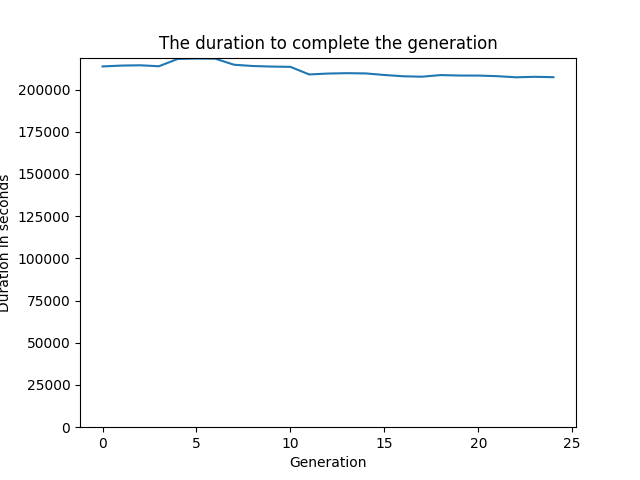 The duration to complete the generation
200000
175000
150000
125000
100000
75000
50000
25000
0
Duration in seconds
0 5 10 15 20 25
Generation